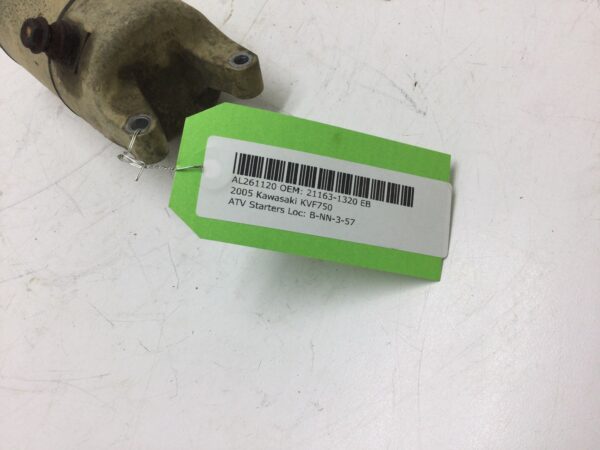 AL261120 OEM: 21163-1320 EB
2005 Kawasaki KVF750
ATV Starters Loc: B-NN-3-57